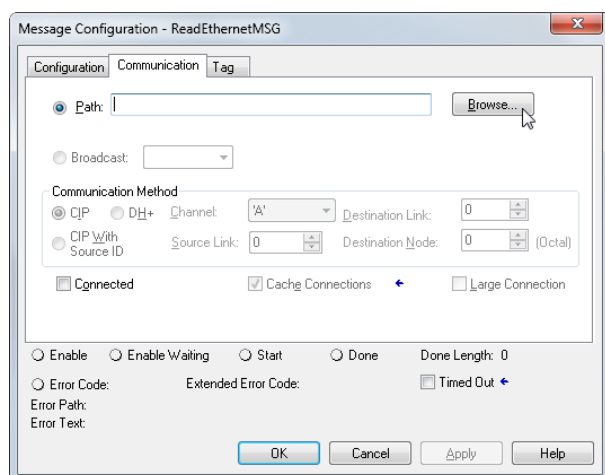 Message Configuration - ReadEthernetMSG
Configuration Communication Tag
Path: Browse...
Broadcast:
Communication Method
CIP DH+ Channel: 'A' Destination Link: 0
CIP With Source ID Source Link: 0 Destination Node: 0 (Octal)
Connected Cache Connections Large Connection
Enable Enable Waiting Start Done Done Length: 0
Error Code: Extended Error Code: Timed Out
Error Path:
Error Text:
OK Cancel Apply Help